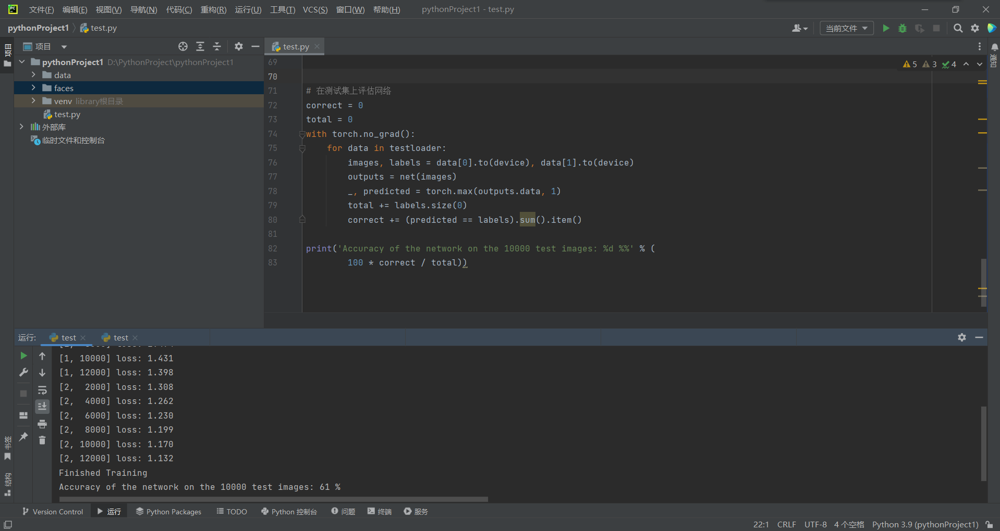 PC 文件(F) 编辑(E) 视图(V) 导航(N) 代码(C) 重构(R) 运行(U) 工具(T) VCS(S) 窗口(W) 帮助(H) pythonProject1 - test.py
pythonProject1 test.py 当前文件
项目
项目
test.py
通知
pythonProject1 D:\PythonProject\pythonProject1
data
faces
venv library根目录
test.py
外部库
临时文件和控制台
5 3 4
69
70
71 # 在测试集上评估网络
72 correct = 0
73 total = 0
74 with torch.no_grad():
75 for data in testloader:
76 images, labels = data[0].to(device), data[1].to(device)
77 outputs = net(images)
78 _, predicted = torch.max(outputs.data, 1)
79 total += labels.size(0)
80 correct += (predicted == labels).sum().item()
81
82 print('Accuracy of the network on the 10000 test images: %d %%' % (
83 100 * correct / total))
运行: test test
[1, 10000] loss: 1.431
[1, 12000] loss: 1.398
[2,  2000] loss: 1.308
[2,  4000] loss: 1.262
[2,  6000] loss: 1.230
[2,  8000] loss: 1.199
[2, 10000] loss: 1.170
[2, 12000] loss: 1.132
Finished Training
Accuracy of the network on the 10000 test images: 61 %
书签
结构
Version Control 运行 Python Packages TODO Python 控制台 问题 终端 服务
22:1 CRLF UTF-8 4 个空格 Python 3.9 (pythonProject1)